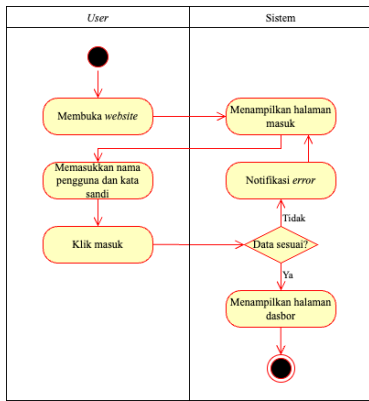 User
Sistem
Membuka website
Menampilkan halaman
masuk
Memasukkan nama
pengguna dan kata
sandi
Notifikasi error
Tidak
Klik masuk
Data sesuai?
Ya
Menampilkan halaman
dasbor